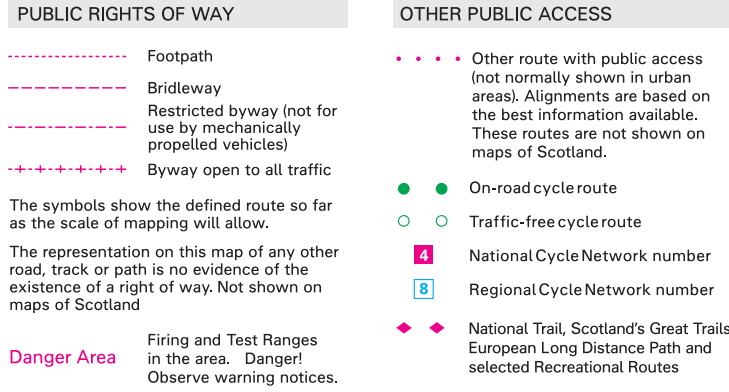 PUBLIC RIGHTS OF WAY
Footpath
Bridleway
Restricted byway (not for
use by mechanically
propelled vehicles)
Byway open to all traffic
The symbols show the defined route so far
as the scale of mapping will allow.
The representation on this map of any other
road, track or path is no evidence of the
existence of a right of way. Not shown on
maps of Scotland
Danger Area
Firing and Test Ranges
in the area. Danger!
Observe warning notices.
OTHER PUBLIC ACCESS
Other route with public access
(not normally shown in urban
areas). Alignments are based on
the best information available.
These routes are not shown on
maps of Scotland.
On-road cycle route
Traffic-free cycle route
4
National Cycle Network number
8
Regional Cycle Network number
National Trail, Scotland's Great Trails
European Long Distance Path and
selected Recreational Routes